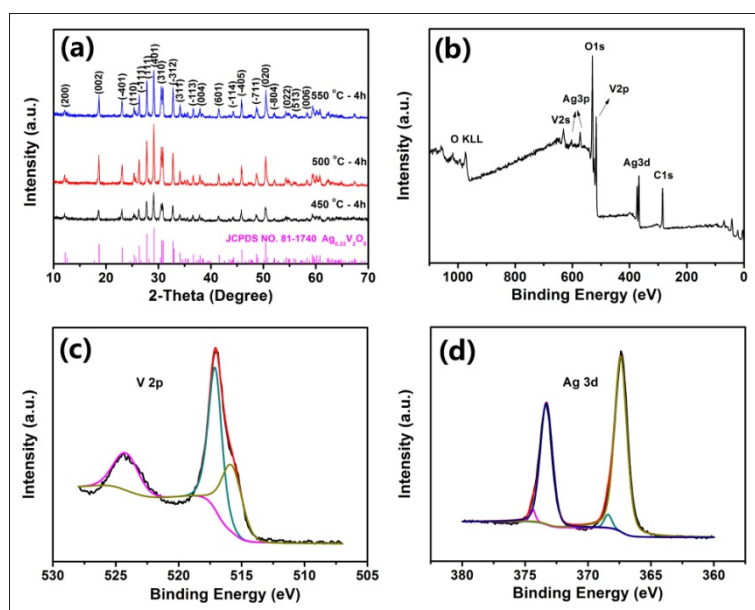 (a)
(200)
(002)
(-401)
(110)
(-111)
(111)
(401)
(310)
(-312)
(311)
(-113)
(004)
(601)
(-114)
(-405)
(-711)
(020)
(-804)
(022)
(513)
(006)
550 °C - 4h
500 °C - 4h
450 °C - 4h
JCPDS NO. 81-1740 Ag0.33V2O5
10 20 30 40 50 60 70
2-Theta (Degree)
Intensity (a.u.)
(b)
O1s
Ag3p
V2s
V2p
O KLL
Ag3d
C1s
1000 800 600 400 200 0
Binding Energy (eV)
Intensity (a.u.)
(c)
V 2p
530 525 520 515 510 505
Binding Energy (eV)
Intensity (a.u.)
(d)
Ag 3d
380 370 360
Binding Energy (eV)
Intensity (a.u.)